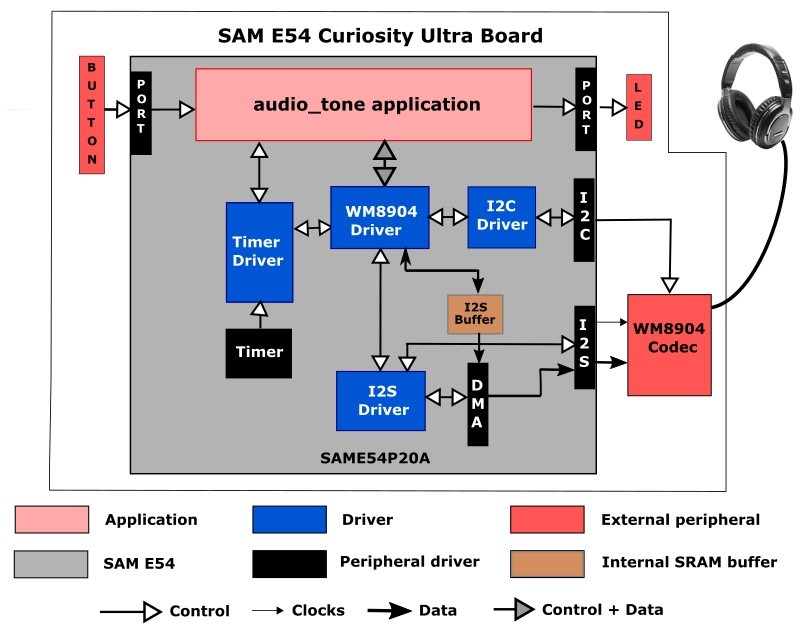 SAM E54 Curiosity Ultra Board
BUTTON
PORT
audio_tone application
PORT
LED
Timer
Driver
WM8904
Driver
I2C
Driver
I2C
Timer
I2S
Buffer
I2S
WM8904
Codec
I2S
Driver
DMA
SAME54P20A
Application
Driver
External peripheral
SAM E54
Peripheral driver
Internal SRAM buffer
Control
Clocks
Data
Control + Data